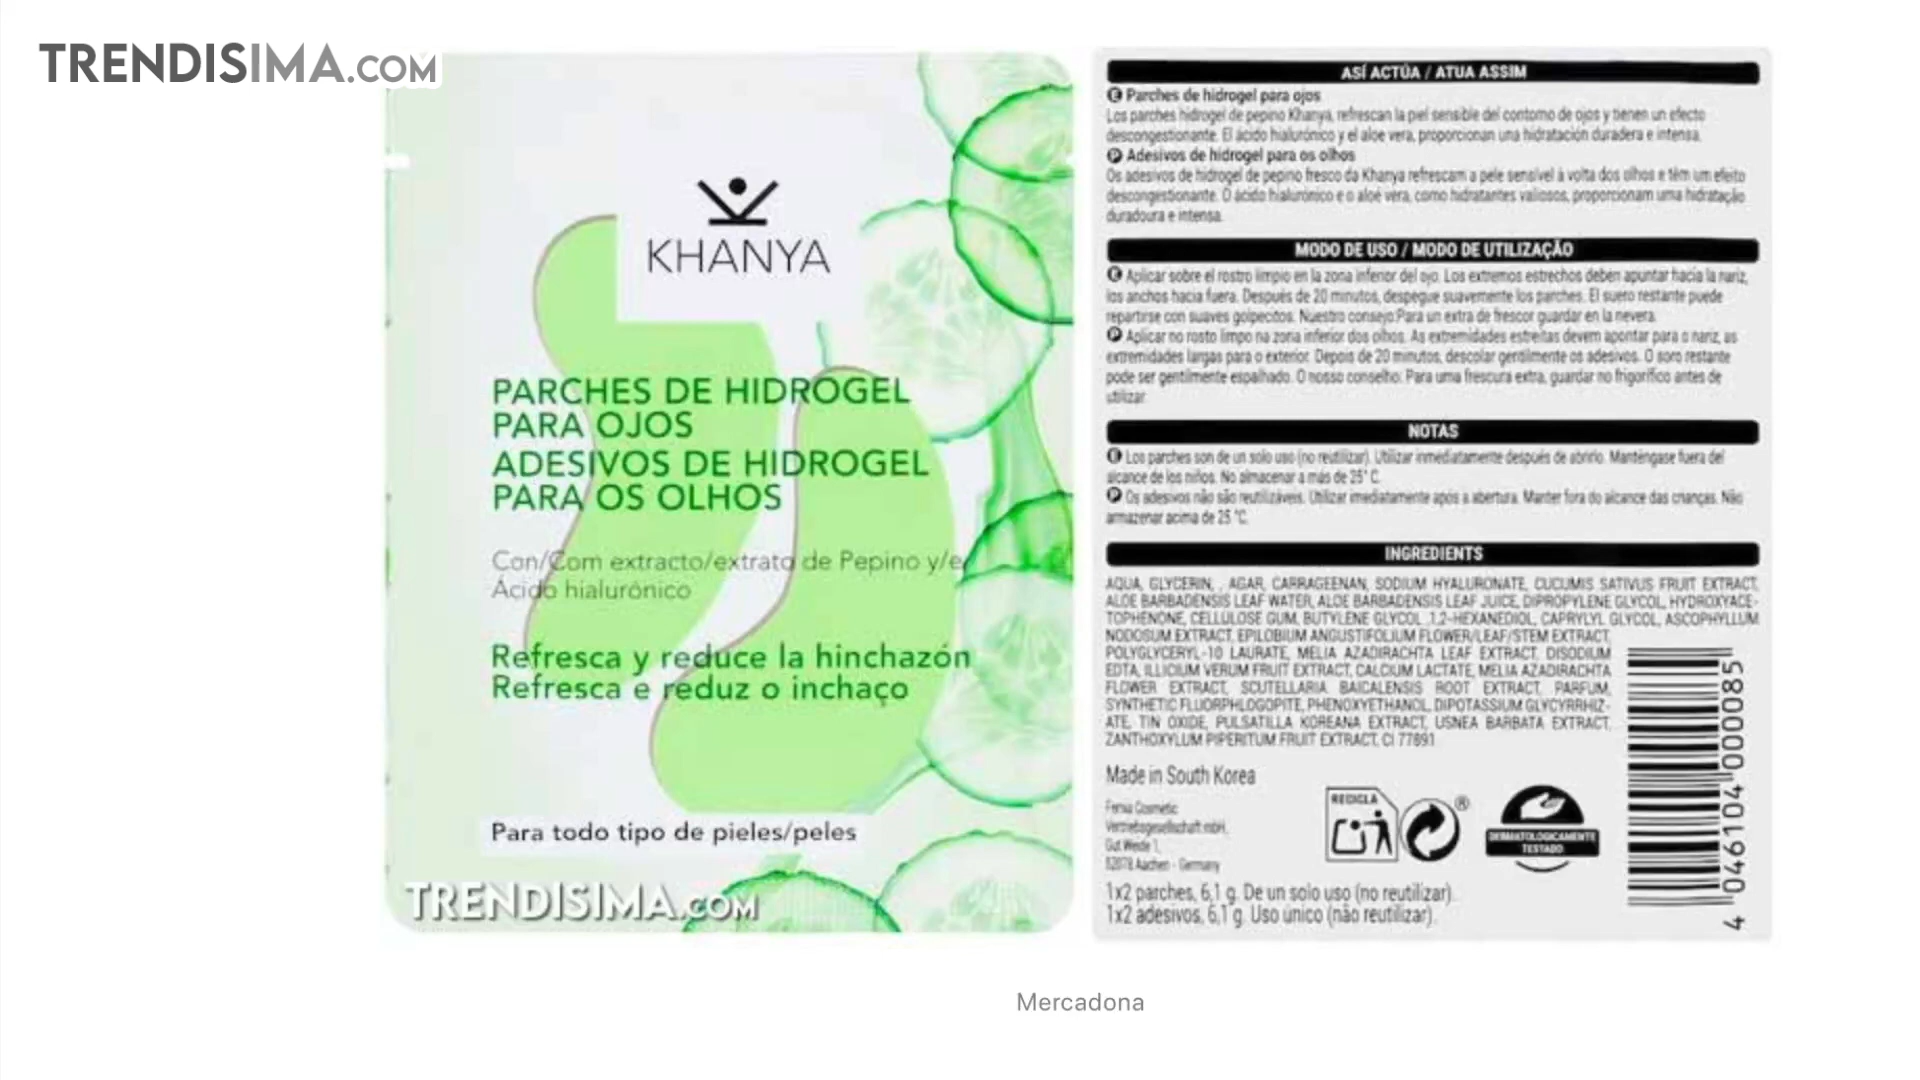 TRENDISIMA.COM
KHANYA
PARCHES DE HIDROGEL
PARA OJOS
ADESIVOS DE HIDROGEL
PARA OS OLHOS
Con/Com extracto/extrato de Pepino y/e
Ácido hialurónico
Refresca y reduce la hinchazón
Refresca e reduz o inchaço
Para todo tipo de pieles/peles
TRENDISIMA.COM
ASÍ ACTÚA / ATUA ASSIM
E Parches de hidrogel para ojos
Los parches hidrogel de pepino Khanya, refrescan la piel sensible del contorno de ojos y tienen un efecto
descongestionante. El ácido hialurónico y el aloe vera, proporcionan una hidratación duradera e intensa.
P Adesivos de hidrogel para os olhos
Os adesivos de hidrogel de pepino fresco da Khanya refrescam a pele sensível à volta dos olhos e têm um efeito
descongestionante. O ácido hialurónico e o aloé vera, como hidratantes valiosos, proporcionam uma hidratação
duradoura e intensa.
MODO DE USO / MODO DE UTILIZAÇÃO
E Aplicar sobre el rostro limpio en la zona inferior del ojo. Los extremos estrechos deben apuntar hacia la nariz,
los anchos hacia fuera. Después de 20 minutos, despegue suavemente los parches. El suero restante puede
repartirse con suaves golpecitos. Nuestro consejo:Para un extra de frescor guardar en la nevera.
P Aplicar no rosto limpo na zona inferior dos olhos. As extremidades estreitas devem apontar para o nariz, as
extremidades largas para o exterior. Depois de 20 minutos, descolar gentilmente os adesivos. O soro restante
pode ser gentilmente espalhado. O nosso conselho: Para uma frescura extra, guardar no frigorífico antes de
utilizar.
NOTAS
E Los parches son de un solo uso (no reutilizar). Utilizar inmediatamente después de abrirlo. Manténgase fuera del
alcance de los niños. No almacenar a más de 25° C.
P Os adesivos não são reutilizáveis. Utilizar imediatamente após a abertura. Manter fora do alcance das crianças. Não
armazenar acima de 25 °C.
INGREDIENTS
AQUA, GLYCERIN, , AGAR, CARRAGEENAN, SODIUM HYALURONATE, CUCUMIS SATIVUS FRUIT EXTRACT,
ALOE BARBADENSIS LEAF WATER, ALOE BARBADENSIS LEAF JUICE, DIPROPYLENE GLYCOL, HYDROXYACE-
TOPHENONE, CELLULOSE GUM, BUTYLENE GLYCOL ,1,2-HEXANEDIOL, CAPRYLYL GLYCOL, ASCOPHYLLUM
NODOSUM EXTRACT, EPILOBIUM ANGUSTIFOLIUM FLOWER/LEAF/STEM EXTRACT,
POLYGLYCERYL-10 LAURATE, MELIA AZADIRACHTA LEAF EXTRACT, DISODIUM
EDTA, ILLICIUM VERUM FRUIT EXTRACT, CALCIUM LACTATE, MELIA AZADIRACHTA
FLOWER EXTRACT, SCUTELLARIA BAICALENSIS ROOT EXTRACT, PARFUM,
SYNTHETIC FLUORPHLOGOPITE, PHENOXYETHANOL, DIPOTASSIUM GLYCYRRHIZ-
ATE, TIN OXIDE, PULSATILLA KOREANA EXTRACT, USNEA BARBATA EXTRACT,
ZANTHOXYLUM PIPERITUM FRUIT EXTRACT, CI 77891
Made in South Korea
Cosmetic
Vertriebsgesellschaft mbH,
Gut Wede 1,
52078 Aachen - Germany
RECICLA
®
DERMATOLOGICAMENTE
TESTADO
1x2 parches, 6,1 g. De un solo uso (no reutilizar).
1x2 adesivos, 6,1 g. Uso único (não reutilizar).
4 046104 000085
Mercadona